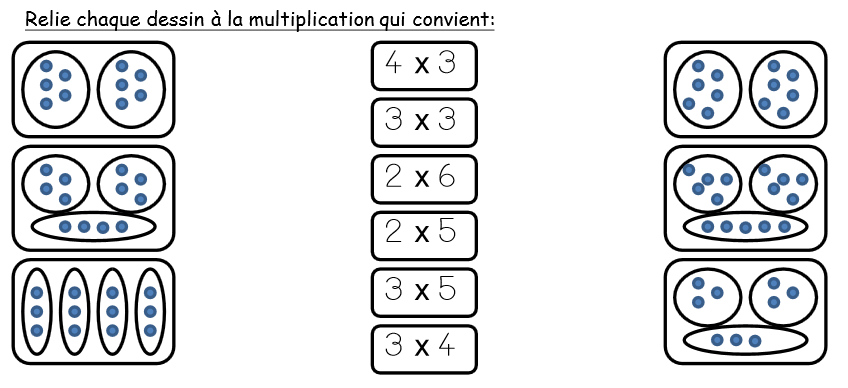 Relie chaque dessin à la multiplication qui convient:
4 x 3
3 x 3
2 x 6
2 x 5
3 x 5
3 x 4